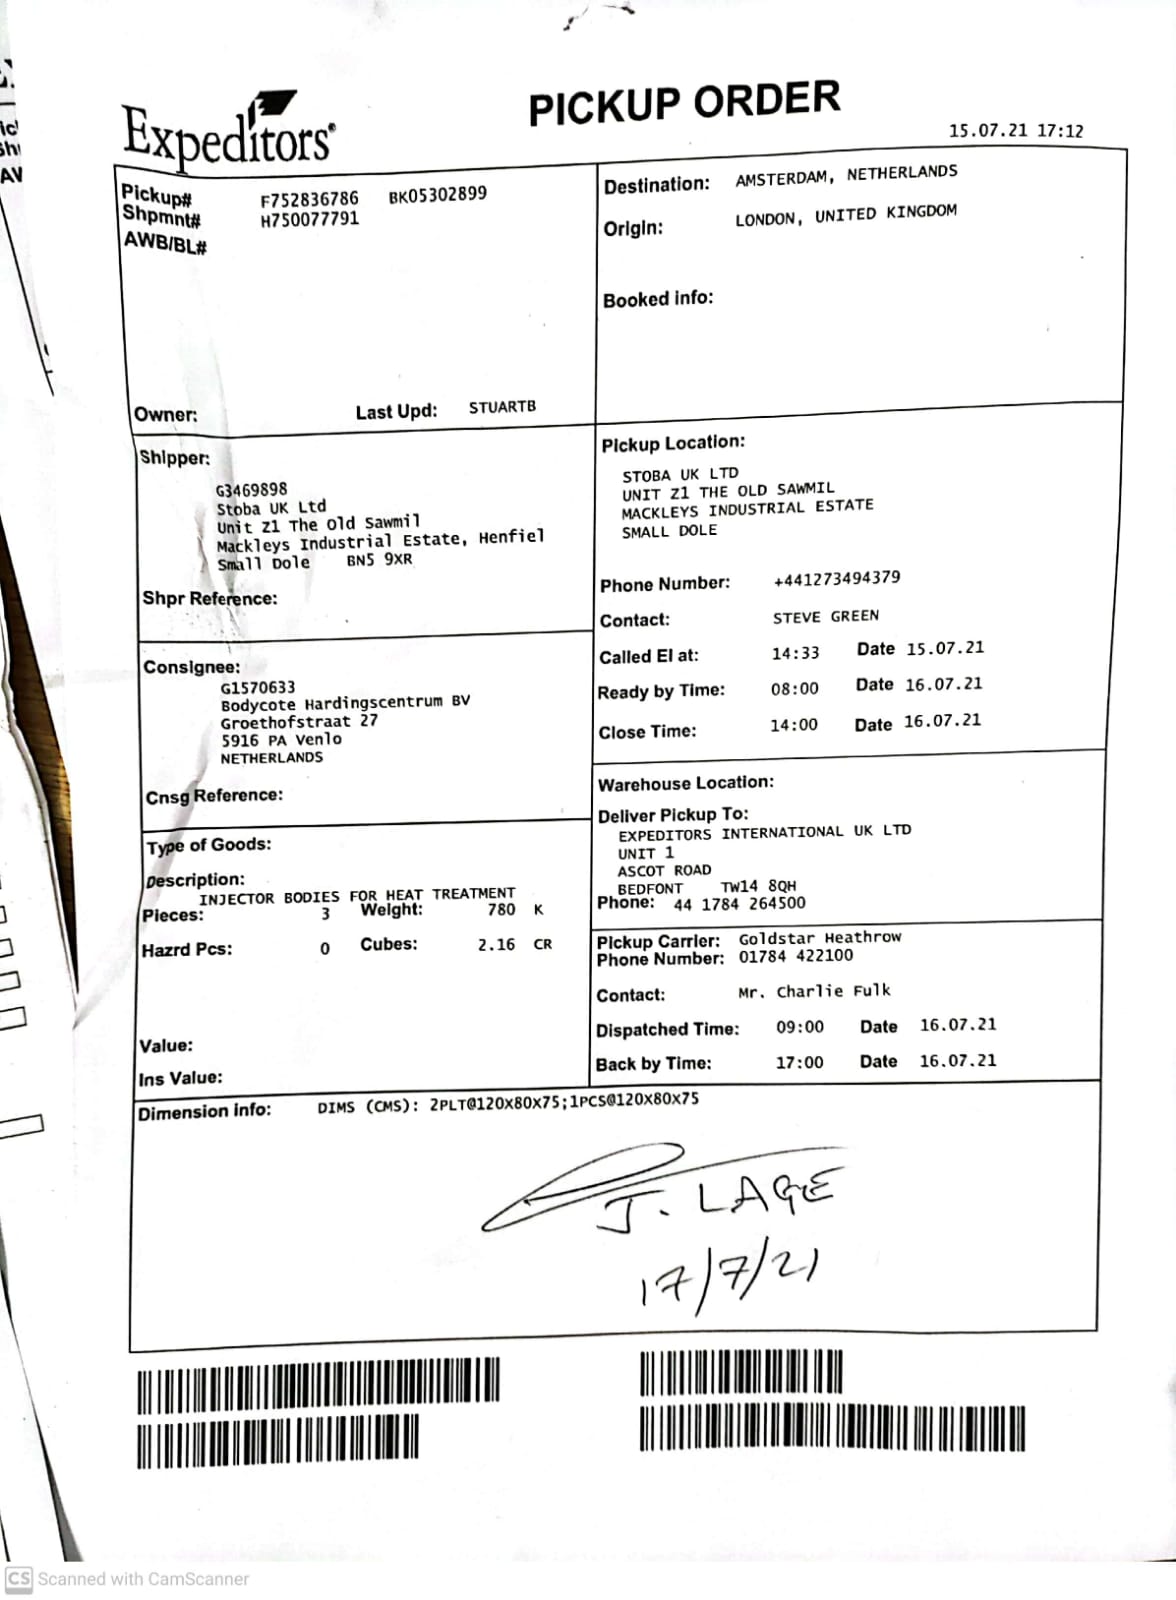 Expeditors®
PICKUP ORDER
15.07.21 17:12
Pickup# F752836786 BK05302899
Shpmnt# H750077791
AWB/BL#
Owner: Last Upd: STUARTB
Destination: AMSTERDAM, NETHERLANDS
Origin: LONDON, UNITED KINGDOM
Booked info:
Shipper:
G3469898
Stoba UK Ltd
Unit Z1 The Old Sawmil
Mackleys Industrial Estate, Henfiel
Small Dole BN5 9XR
Shpr Reference:
Pickup Location:
STOBA UK LTD
UNIT Z1 THE OLD SAWMIL
MACKLEYS INDUSTRIAL ESTATE
SMALL DOLE
Phone Number: +441273494379
Contact: STEVE GREEN
Called EI at: 14:33 Date 15.07.21
Ready by Time: 08:00 Date 16.07.21
Close Time: 14:00 Date 16.07.21
Consignee:
G1570633
Bodycote Hardingscentrum BV
Groethofstraat 27
5916 PA Venlo
NETHERLANDS
Cnsg Reference:
Warehouse Location:
Deliver Pickup To:
EXPEDITORS INTERNATIONAL UK LTD
UNIT 1
ASCOT ROAD
BEDFONT TW14 8QH
Phone: 44 1784 264500
Type of Goods:
Description:
INJECTOR BODIES FOR HEAT TREATMENT
Pieces: 3 Weight: 780 K
Hazrd Pcs: 0 Cubes: 2.16 CR
Value:
Ins Value:
Pickup Carrier: Goldstar Heathrow
Phone Number: 01784 422100
Contact: Mr. Charlie Fulk
Dispatched Time: 09:00 Date 16.07.21
Back by Time: 17:00 Date 16.07.21
Dimension info: DIMS (CMS): 2PLT@120X80X75;1PCS@120X80X75
J. LAGE
17/7/21
CS Scanned with CamScanner